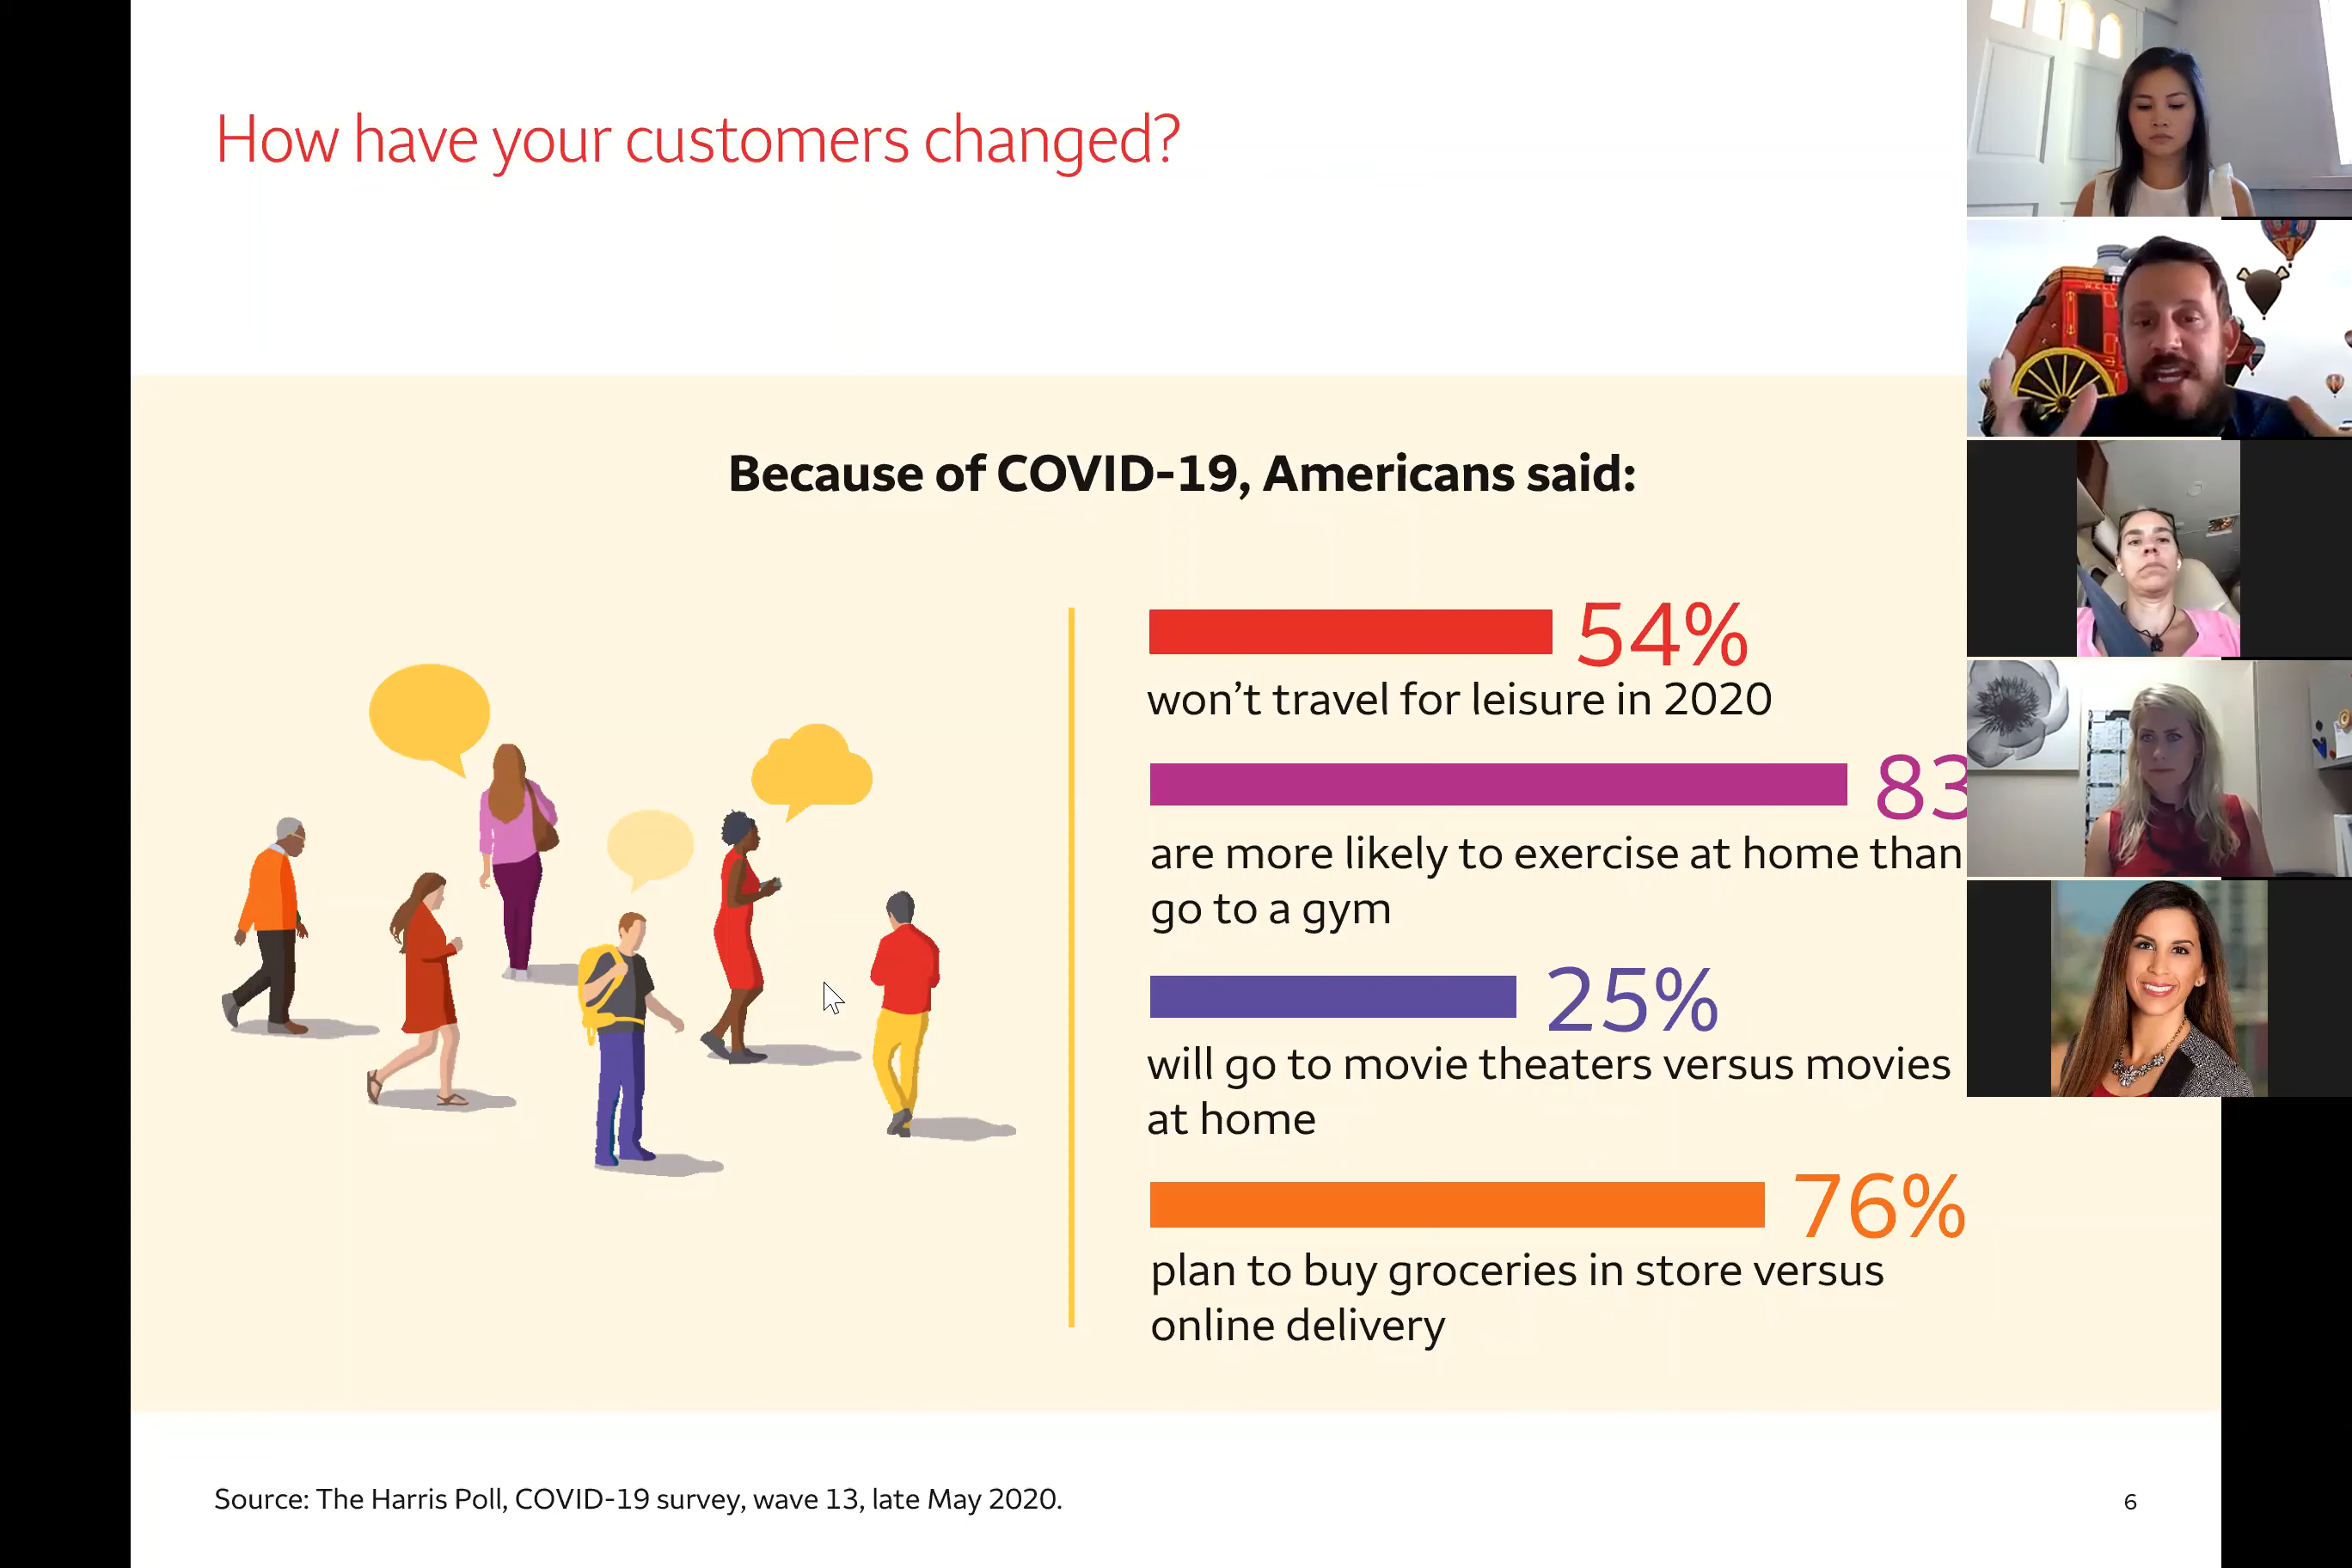 How have your customers changed?
Because of COVID-19, Americans said:
54%
won't travel for leisure in 2020
83
are more likely to exercise at home than
go to a gym
25%
will go to movie theaters versus movies
at home
76%
plan to buy groceries in store versus
online delivery
Source: The Harris Poll, COVID-19 survey, wave 13, late May 2020.
6